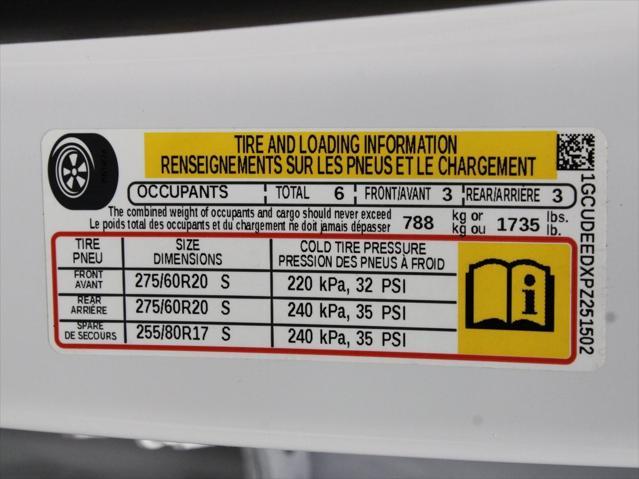 TIRE AND LOADING INFORMATION
RENSEIGNEMENTS SUR LES PNEUS ET LE CHARGEMENT
OCCUPANTS TOTAL 6 FRONT/AVANT 3 REAR/ARRIÈRE 3
The combined weight of occupants and cargo should never exceed 788 kg or 1735 lbs.
Le poids total des occupants et du chargement ne doit jamais dépasser kg ou lb.
TIRE SIZE COLD TIRE PRESSURE
PNEU DIMENSIONS PRESSION DES PNEUS À FROID
FRONT
AVANT 275/60R20 S 220 kPa, 32 PSI
REAR
ARRIÈRE 275/60R20 S 240 kPa, 35 PSI
SPARE
DE SECOURS 255/80R17 S 240 kPa, 35 PSI
i
1GCUDEEDXPZ251502